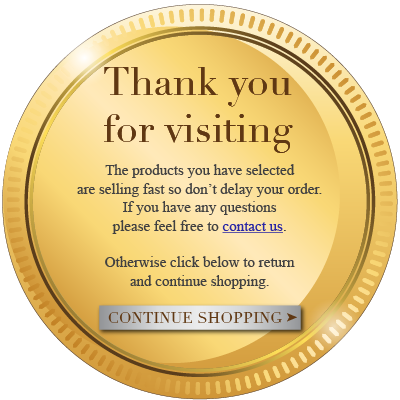 Thank you
for visiting
The products you have selected
are selling fast so don’t delay your order.
If you have any questions
please feel free to contact us.
Otherwise click below to return
and continue shopping.
CONTINUE SHOPPING ➤